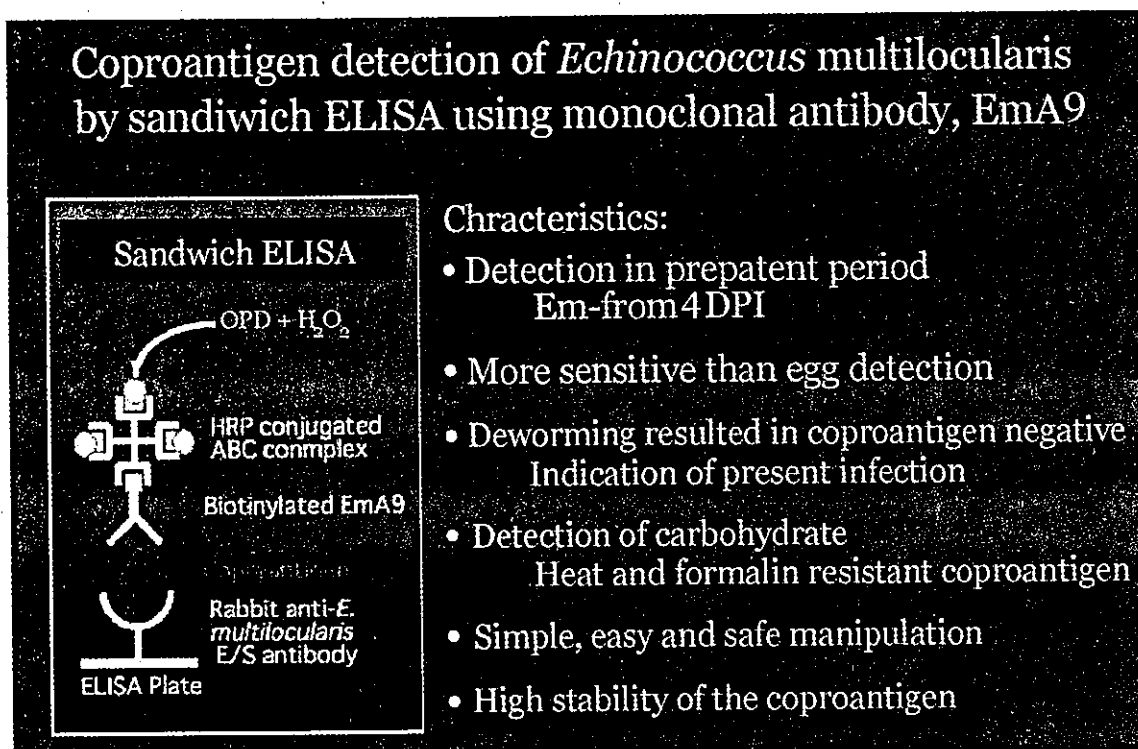 Coproantigen detection of Echinococcus multilocularis
by sandiwich ELISA using monoclonal antibody, EmA9
Sandwich ELISA
OPD + H₂O₂
HRP conjugated
ABC conmplex
Biotinylated EmA9
Rabbit anti-E.
multilocularis
E/S antibody
ELISA Plate
Chracteristics:
• Detection in prepatent period
Em-from 4 DPI
• More sensitive than egg detection
• Deworming resulted in coproantigen negative
Indication of present infection
• Detection of carbohydrate
Heat and formalin resistant coproantigen
• Simple, easy and safe manipulation
• High stability of the coproantigen